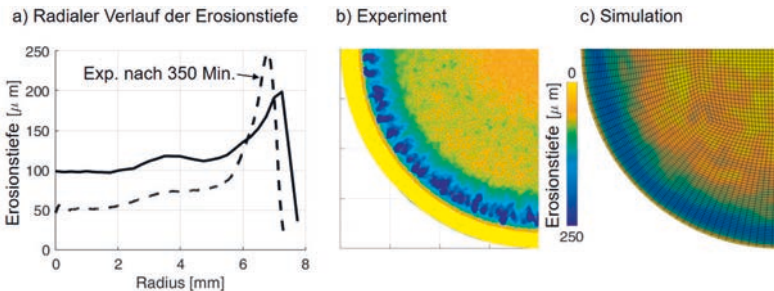 a) Radialer Verlauf der Erosionstiefe
b) Experiment
c) Simulation
Exp. nach 350 Min.
Erosionstiefe [μ m]
250
200
150
100
50
0
0
2
4
6
8
Radius [mm]
0
Erosionstiefe [μ m]
250